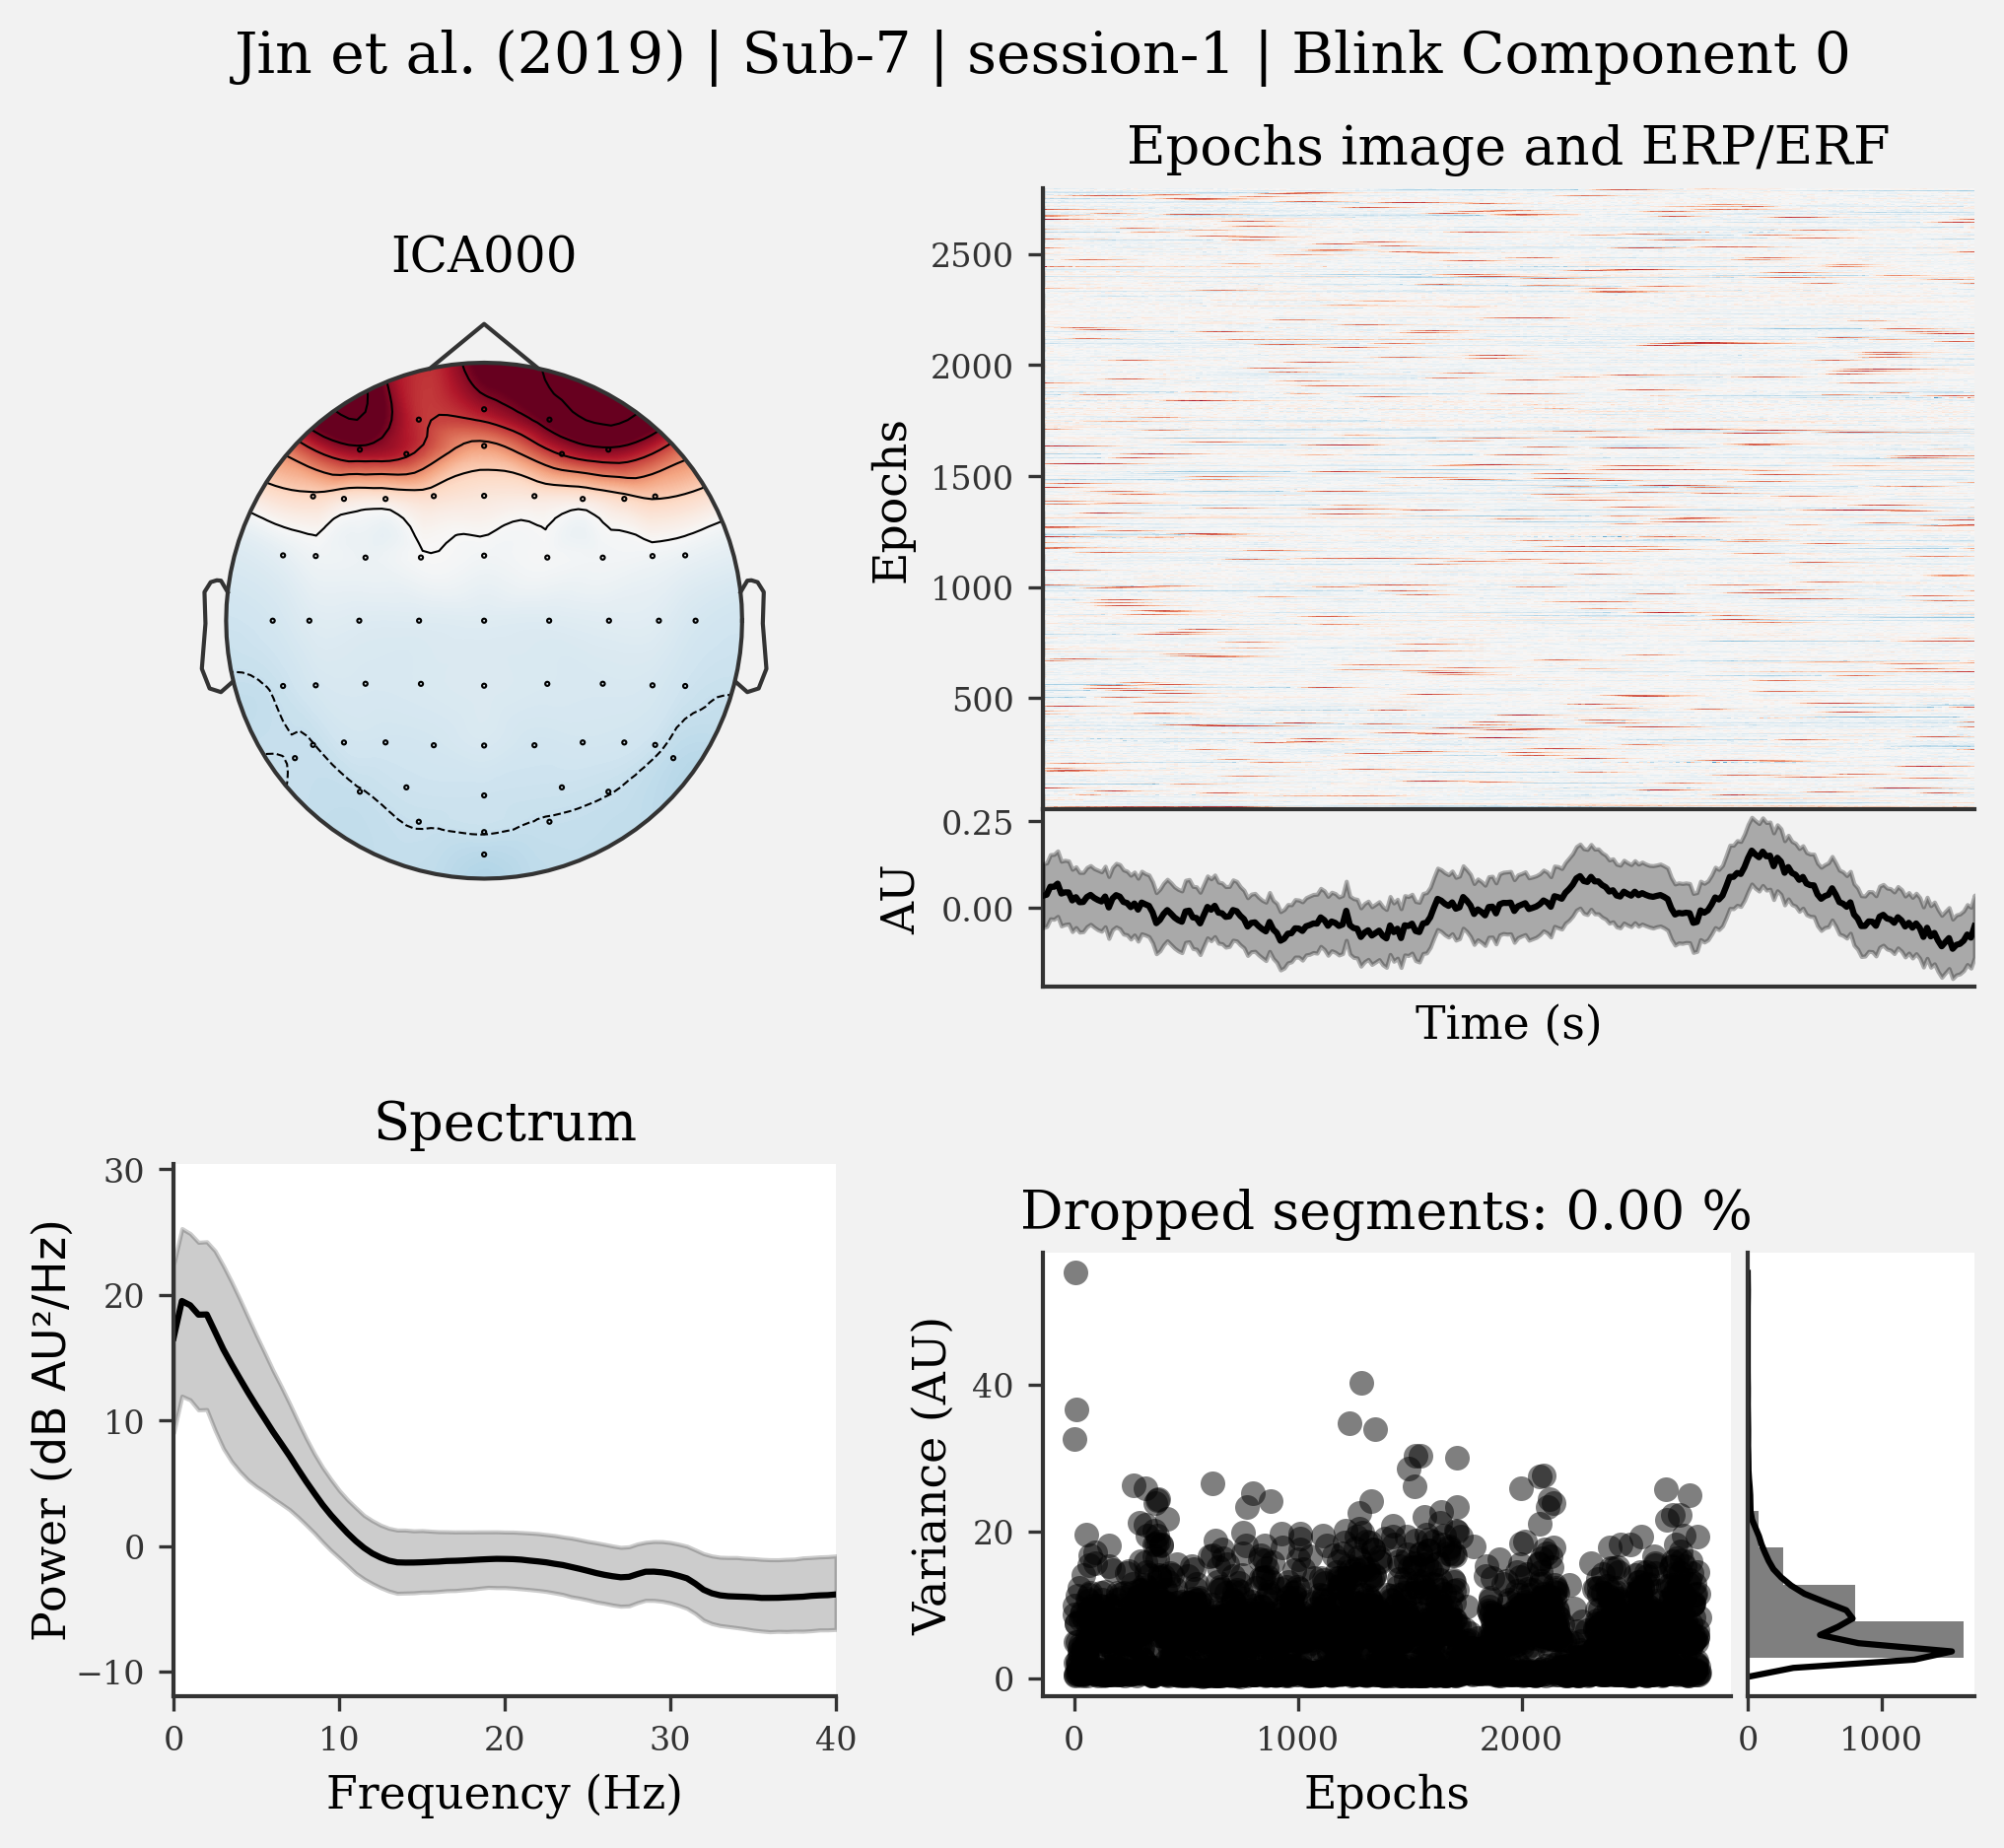 Jin et al. (2019) | Sub-7 | session-1 | Blink Component 0
ICA000
Epochs image and ERP/ERF
Epochs
2500
2000
1500
1000
500
AU
0.25
0.00
Time (s)
Spectrum
Power (dB AU²/Hz)
30
20
10
0
−10
0 10 20 30 40
Frequency (Hz)
Dropped segments: 0.00 %
Variance (AU)
40
20
0
0 1000 2000
Epochs
0 1000